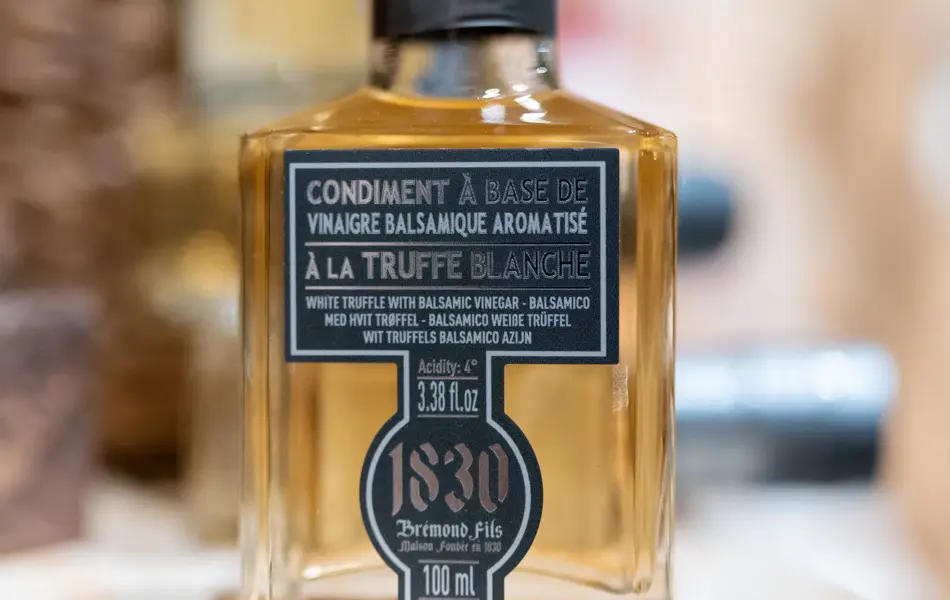 CONDIMENT À BASE DE
VINAIGRE BALSAMIQUE AROMATISÉ
À LA TRUFFE BLANCHE
WHITE TRUFFLE WITH BALSAMIC VINEGAR - BALSAMICO
MED HVIT TRØFFEL - BALSAMICO WEIßE TRÜFFEL
WIT TRUFFELS BALSAMICO AZIJN
Acidity: 4°
3.38 fl.oz
1830
Brémond Fils
Maison Fondée en 1830
100 ml